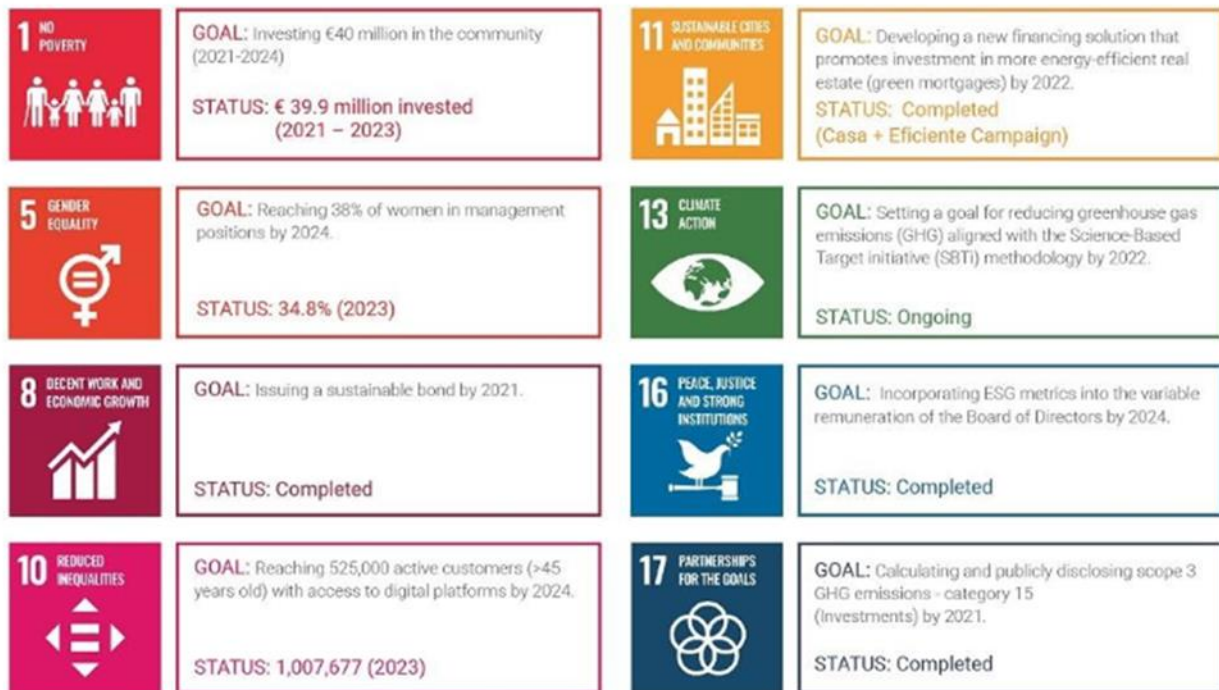 1 NO
POVERTY
GOAL: Investing €40 million in the community
(2021-2024)
STATUS: € 39.9 million invested
(2021 – 2023)
5 GENDER
EQUALITY
GOAL: Reaching 38% of women in management
positions by 2024.
STATUS: 34.8% (2023)
8 DECENT WORK AND
ECONOMIC GROWTH
GOAL: Issuing a sustainable bond by 2021.
STATUS: Completed
10 REDUCED
INEQUALITIES
GOAL: Reaching 525,000 active customers (>45
years old) with access to digital platforms by 2024.
STATUS: 1,007,677 (2023)
11 SUSTAINABLE CITIES
AND COMMUNITIES
GOAL: Developing a new financing solution that
promotes investment in more energy-efficient real
estate (green mortgages) by 2022.
STATUS: Completed
(Casa + Eficiente Campaign)
13 CLIMATE
ACTION
GOAL: Setting a goal for reducing greenhouse gas
emissions (GHG) aligned with the Science-Based
Target initiative (SBTi) methodology by 2022.
STATUS: Ongoing
16 PEACE, JUSTICE
AND STRONG
INSTITUTIONS
GOAL: Incorporating ESG metrics into the variable
remuneration of the Board of Directors by 2024.
STATUS: Completed
17 PARTNERSHIPS
FOR THE GOALS
GOAL: Calculating and publicly disclosing scope 3
GHG emissions - category 15
(Investments) by 2021.
STATUS: Completed